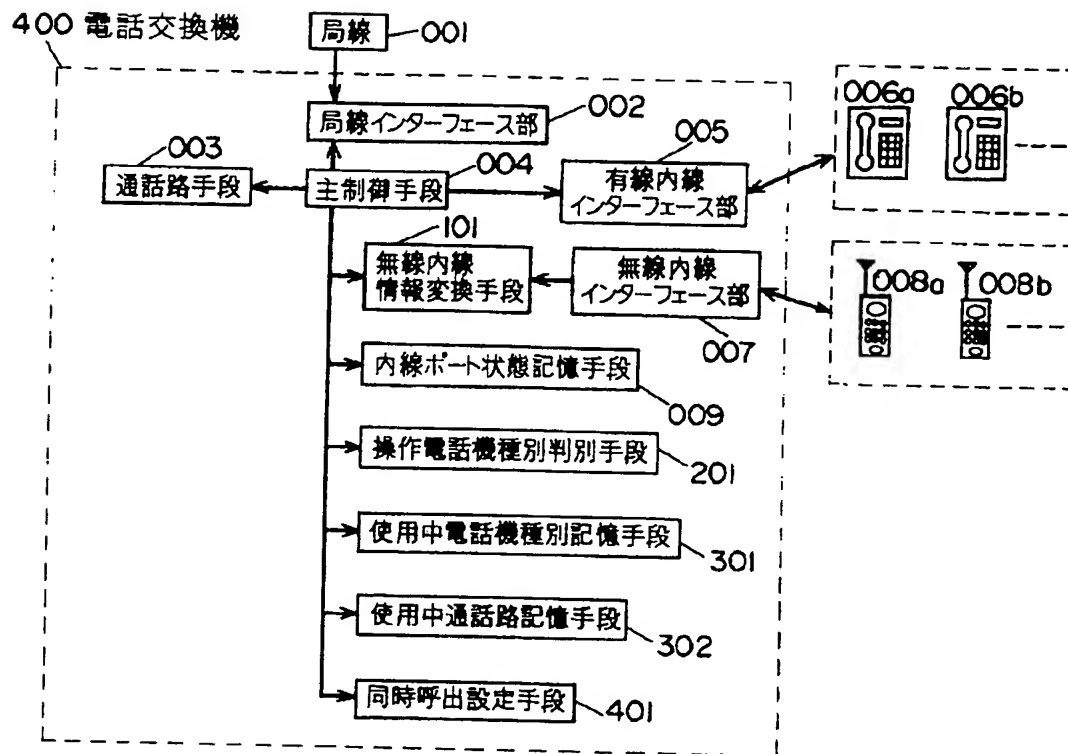 400 電話交換機
局線
001
局線インターフェース部
002
003
通話路手段
主制御手段
004
005
有線内線
インターフェース部
006a
006b
101
無線内線
情報変換手段
無線内線
インターフェース部
007
008a
008b
内線ポート状態記憶手段
009
操作電話機種別判別手段
201
使用中電話機種別記憶手段
301
使用中通話路記憶手段
302
同時呼出設定手段
401